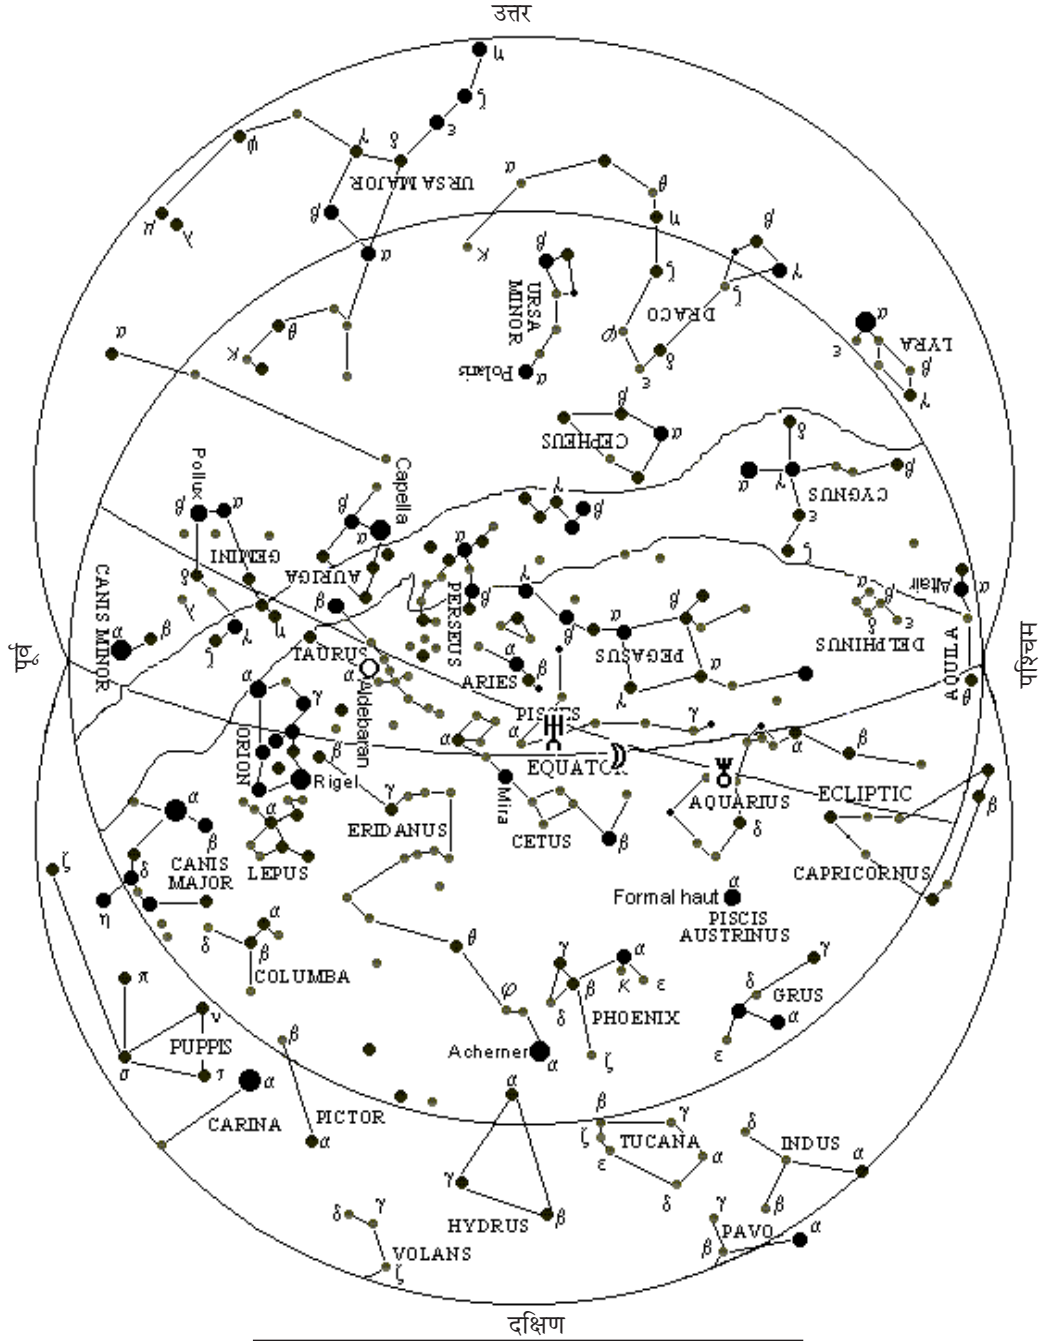 उत्तर
η
ζ
ε
ψ
γ
δ
URSA MAJOR
μ
λ
β
α
α
θ
η
κ
β
β
γ
ζ
ζ
URSA
MINOR
DRACO
α
θ
κ
α
φ
δ
ε
Polaris
α
ε
LYRA
β
γ
β
CEPHEUS
α
δ
Pollux
β
α
Capella
β
α
γ
β
α
γ
CYGNUS
β
ε
GEMINI
AURIGA
α
ζ
CANIS MINOR
δ
λ
β
PERSEUS
β
γ
β
β
α
β
δ
ε
DELPHINUS
Altair
α
α
β
γ
ζ
η
TAURUS
α
Aldebaran
α
β
ARIES
PEGASUS
α
γ
AQUILA
θ
पूर्व
पश्चिम
α
γ
ORION
β
Rigel
α
α
PISCES
γ
α
β
EQUATOR
Mira
AQUARIUS
δ
ECLIPTIC
β
α
β
α
γ
ERIDANUS
CETUS
β
ζ
δ
CANIS
MAJOR
LEPUS
CAPRICORNUS
η
Formal haut
α
PISCIS
AUSTRINUS
δ
α
β
COLUMBA
θ
γ
α
β
κ
ε
γ
δ
GRUS
π
φ
δ
PHOENIX
α
ν
PUPPIS
β
Acherner
α
ζ
ε
σ
τ
α
CARINA
PICTOR
α
α
β
γ
ζ
TUCANA
ε
α
δ
δ
INDUS
α
β
γ
HYDRUS
β
δ
γ
VOLANS
ζ
γ
PAVO
β
α
दक्षिण